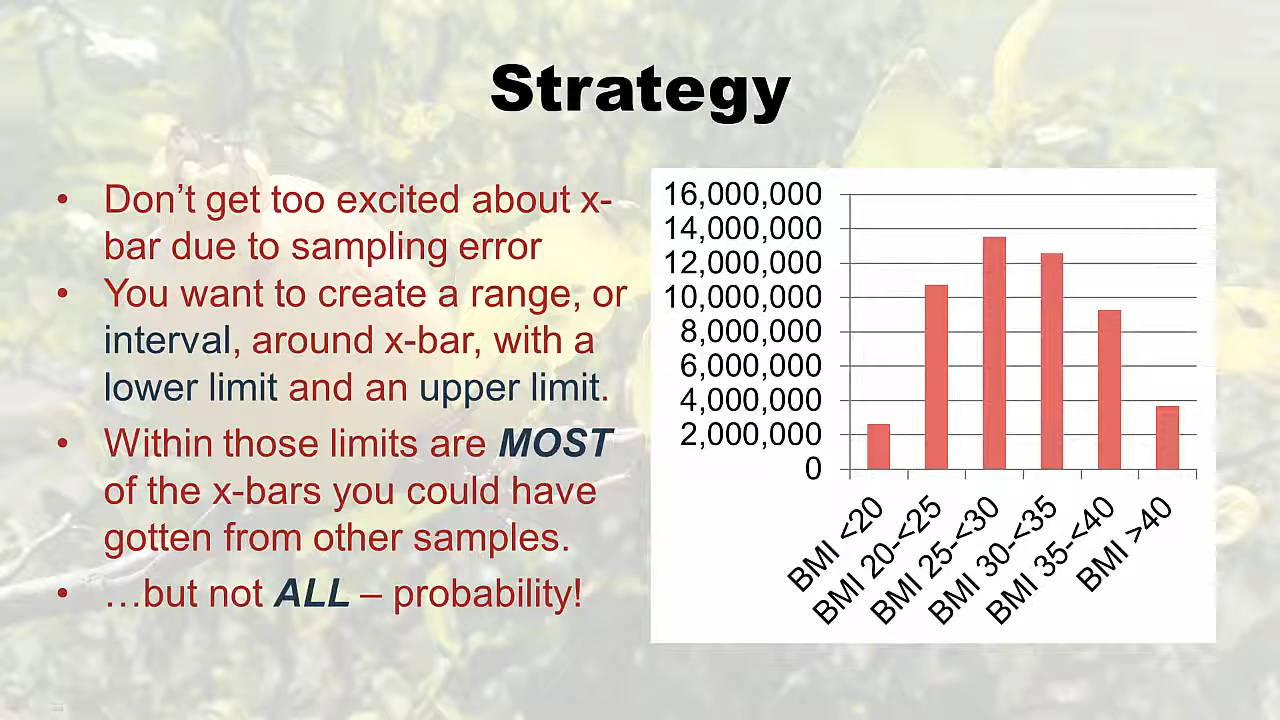 Strategy
• Don’t get too excited about x-
bar due to sampling error
• You want to create a range, or
interval, around x-bar, with a
lower limit and an upper limit.
• Within those limits are MOST
of the x-bars you could have
gotten from other samples.
• …but not ALL – probability!
16,000,000
14,000,000
12,000,000
10,000,000
8,000,000
6,000,000
4,000,000
2,000,000
0
BMI <20
BMI 20-<25
BMI 25-<30
BMI 30-<35
BMI 35-<40
BMI >40